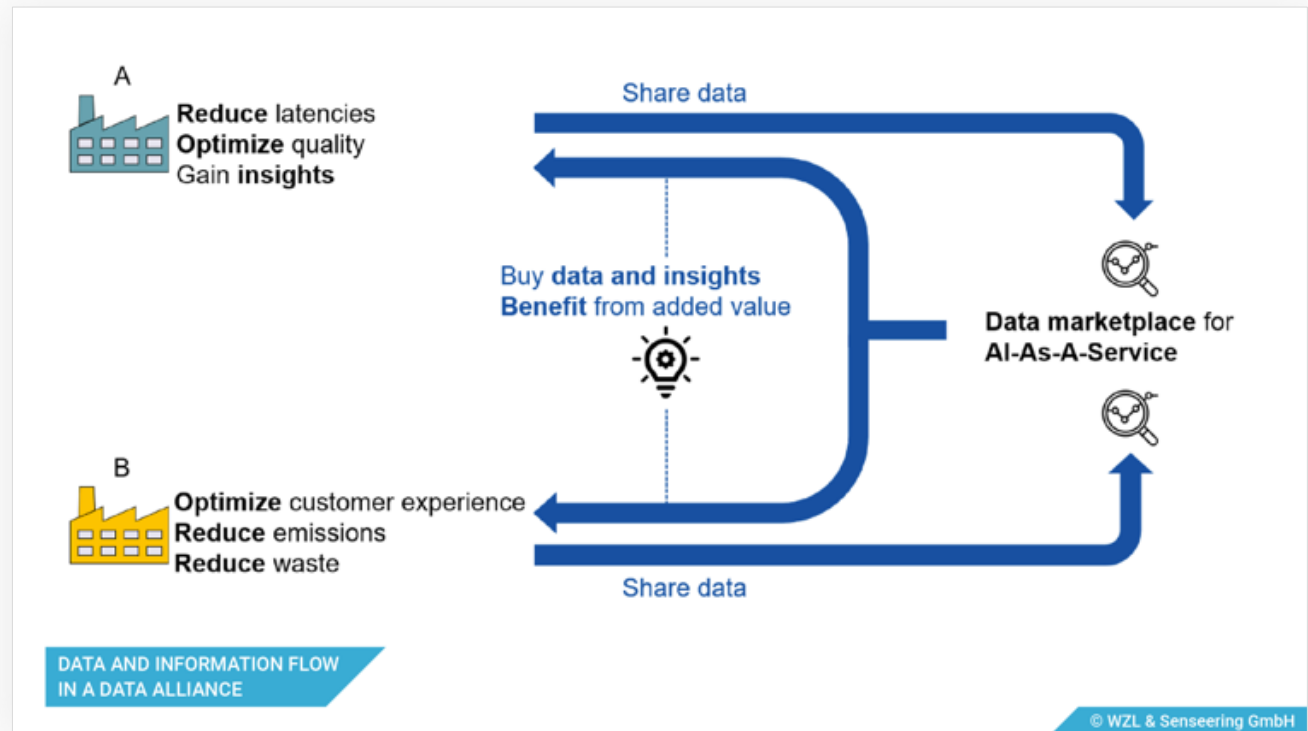 A
Reduce latencies
Optimize quality
Gain insights
Share data
Buy data and insights
Benefit from added value
Data marketplace for
AI-As-A-Service
B
Optimize customer experience
Reduce emissions
Reduce waste
Share data
DATA AND INFORMATION FLOW
IN A DATA ALLIANCE
© WZL & Senseering GmbH